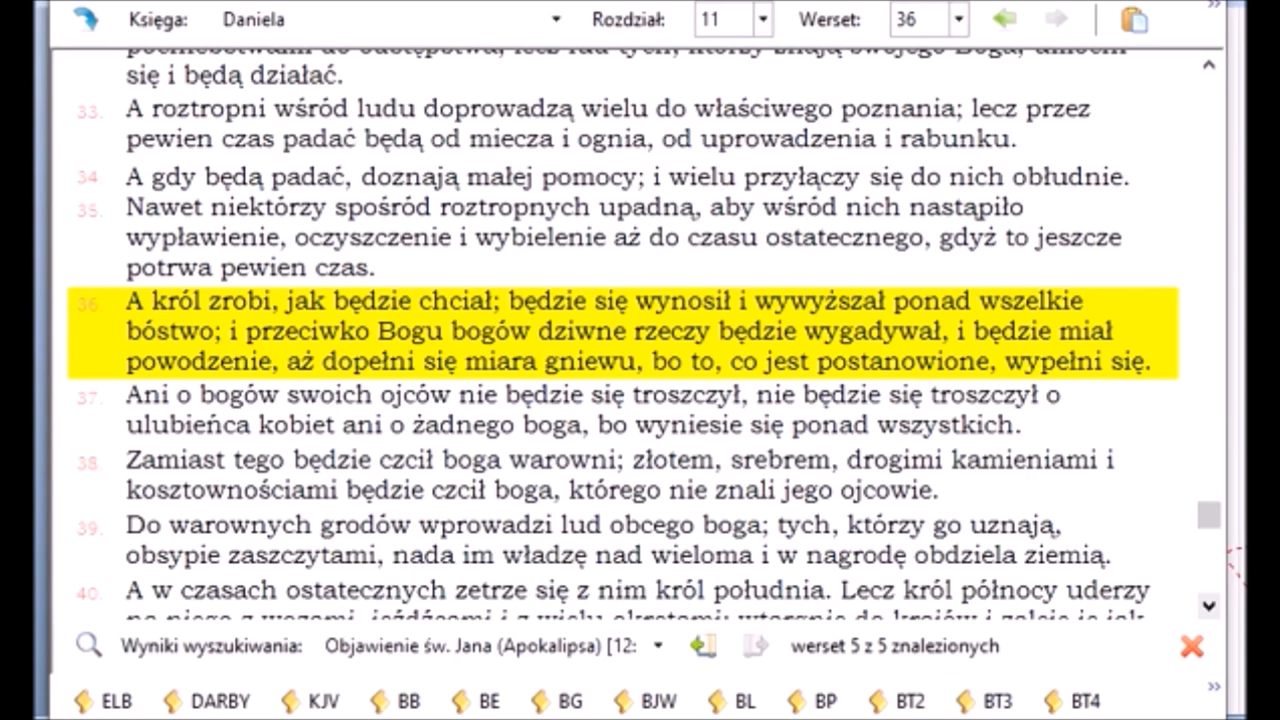 Księga: Daniela Rozdział: 11 Werset: 36
się i będą działać.
33. A roztropni wśród ludu doprowadzą wielu do właściwego poznania; lecz przez
pewien czas padać będą od miecza i ognia, od uprowadzenia i rabunku.
34. A gdy będą padać, doznają małej pomocy; i wielu przyłączy się do nich obłudnie.
35. Nawet niektórzy spośród roztropnych upadną, aby wśród nich nastąpiło
wypławienie, oczyszczenie i wybielenie aż do czasu ostatecznego, gdyż to jeszcze
potrwa pewien czas.
36. A król zrobi, jak będzie chciał; będzie się wynosił i wywyższał ponad wszelkie
bóstwo; i przeciwko Bogu bogów dziwne rzeczy będzie wygadywał, i będzie miał
powodzenie, aż dopełni się miara gniewu, bo to, co jest postanowione, wypełni się.
37. Ani o bogów swoich ojców nie będzie się troszczył, nie będzie się troszczył o
ulubieńca kobiet ani o żadnego boga, bo wyniesie się ponad wszystkich.
38. Zamiast tego będzie czcił boga warowni; złotem, srebrem, drogimi kamieniami i
kosztownościami będzie czcił boga, którego nie znali jego ojcowie.
39. Do warownych grodów wprowadzi lud obcego boga; tych, którzy go uznają,
obsypie zaszczytami, nada im władzę nad wieloma i w nagrodę obdziela ziemią.
40. A w czasach ostatecznych zetrze się z nim król południa. Lecz król północy uderzy
Wyniki wyszukiwania: Objawienie św. Jana (Apokalipsa) [12: werset 5 z 5 znalezionych
ELB DARBY KJV BB BE BG BJW BL BP BT2 BT3 BT4